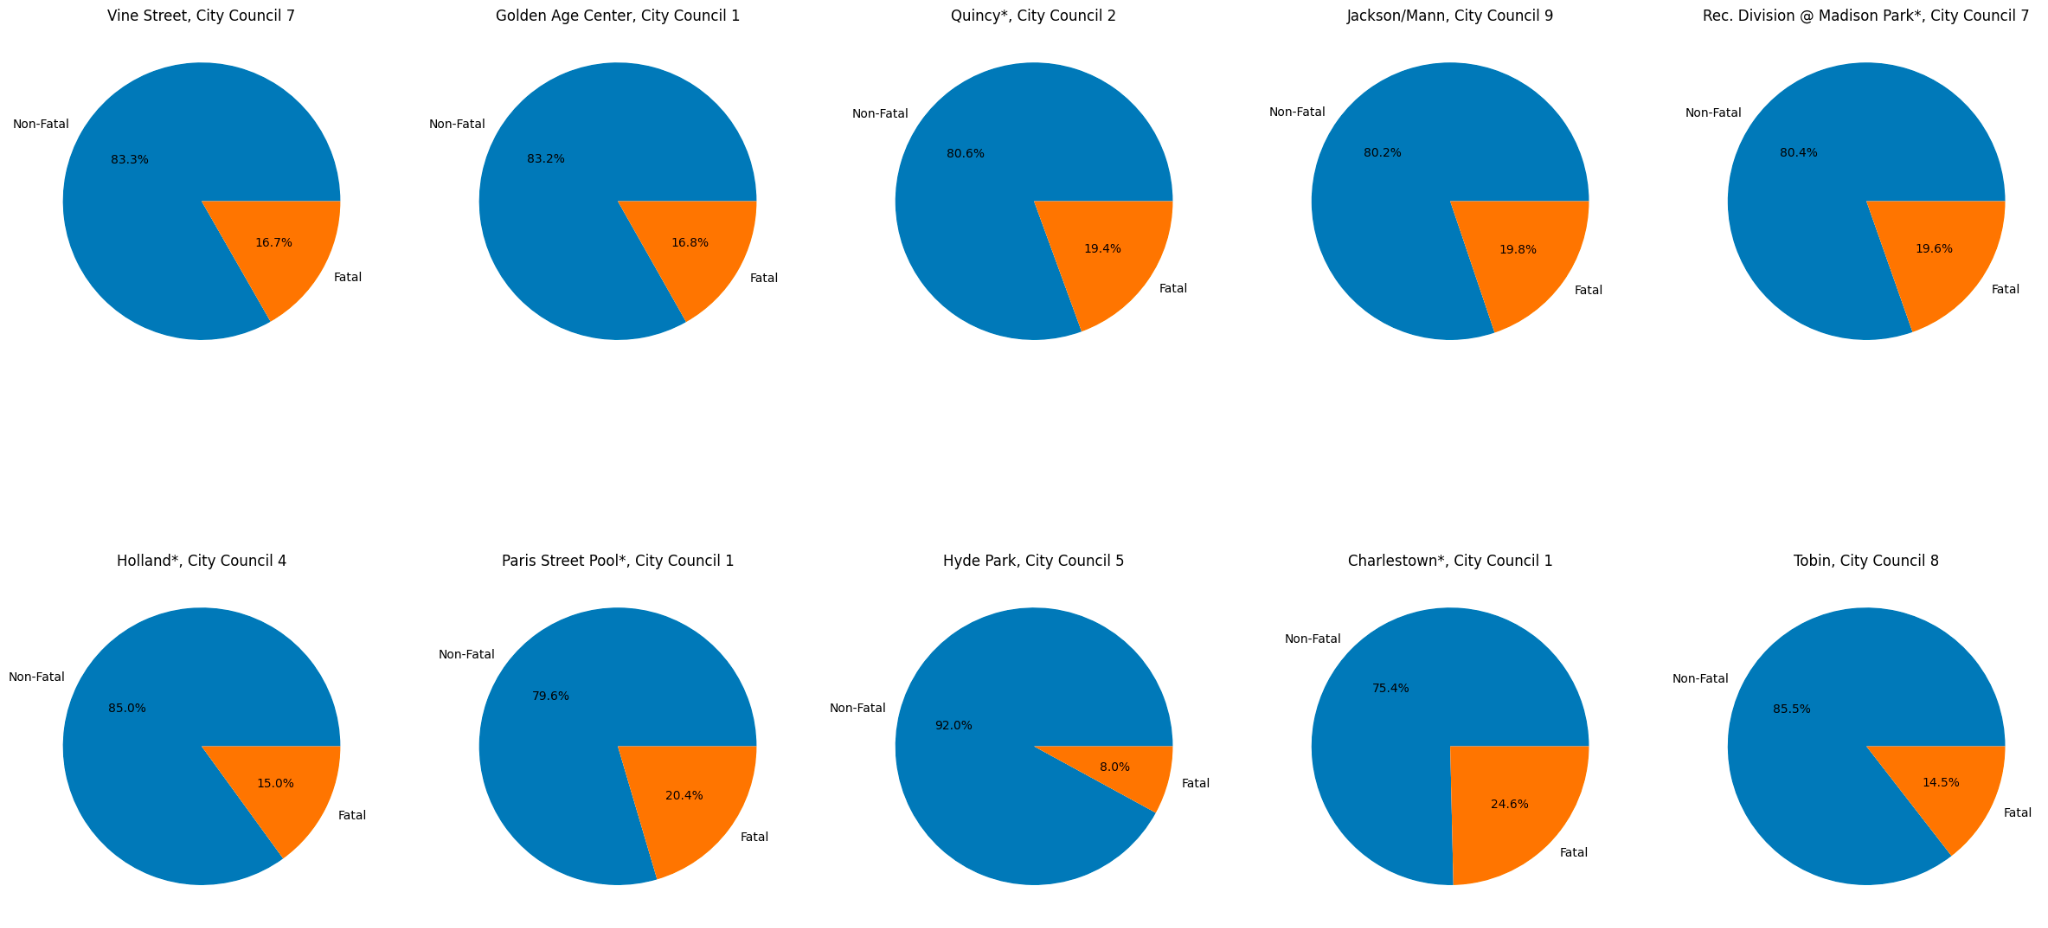 Vine Street, City Council 7
Non-Fatal
83.3%
16.7%
Fatal
Golden Age Center, City Council 1
Non-Fatal
83.2%
16.8%
Fatal
Quincy*, City Council 2
Non-Fatal
80.6%
19.4%
Fatal
Jackson/Mann, City Council 9
Non-Fatal
80.2%
19.8%
Fatal
Rec. Division @ Madison Park*, City Council 7
Non-Fatal
80.4%
19.6%
Fatal
Holland*, City Council 4
Non-Fatal
85.0%
15.0%
Fatal
Paris Street Pool*, City Council 1
Non-Fatal
79.6%
20.4%
Fatal
Hyde Park, City Council 5
Non-Fatal
92.0%
8.0%
Fatal
Charlestown*, City Council 1
Non-Fatal
75.4%
24.6%
Fatal
Tobin, City Council 8
Non-Fatal
85.5%
14.5%
Fatal